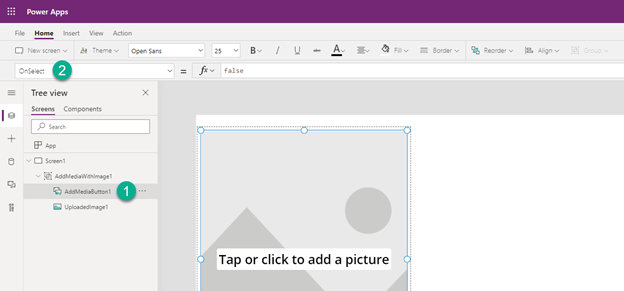 Power Apps
File Home Insert View Action
New screen Theme Open Sans 25 B / U abc A Fill Border Reorder Align Group
OnSelect 2 = fx false
Tree view
Screens Components
Search
App
Screen1
AddMediaWithImage1
AddMediaButton1 1 ...
UploadedImage1
Tap or click to add a picture